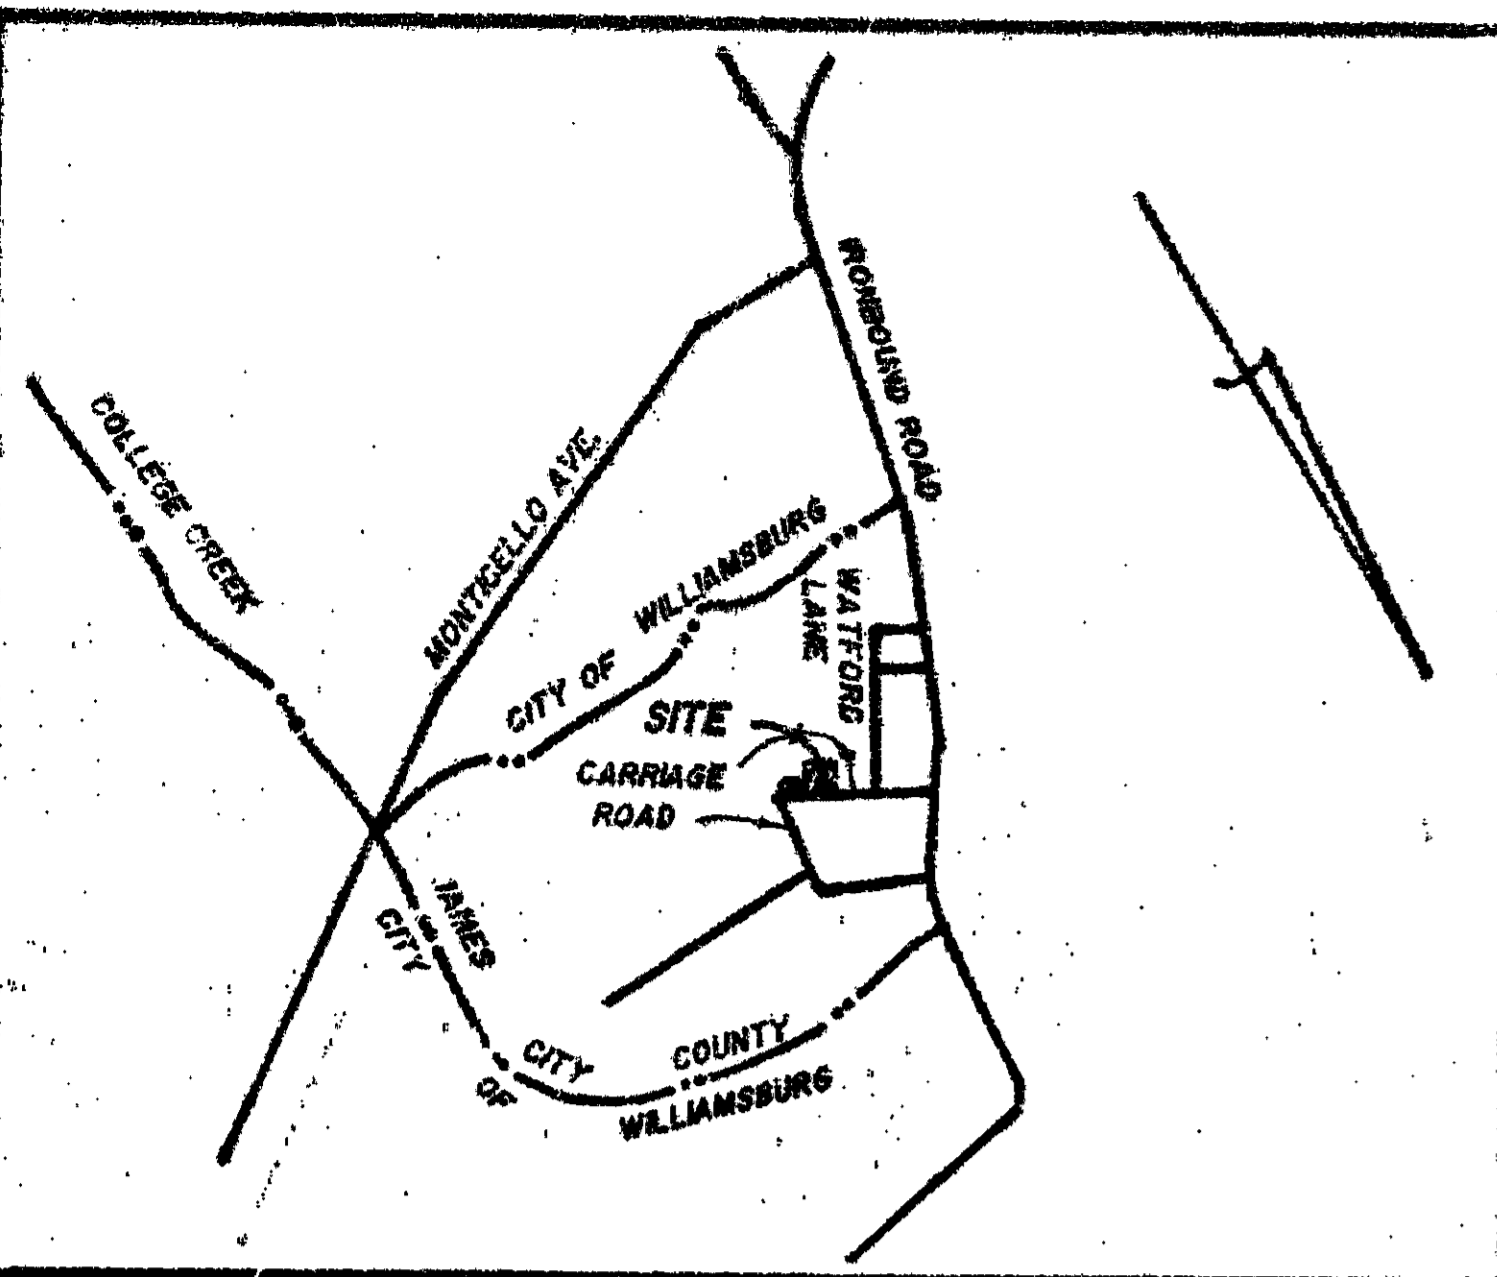 IRONBOUND ROAD
COLLEGE CREEK
MONTICELLO AVE.
CITY OF WILLIAMSBURG
WATFORD
LANE
SITE
CARRIAGE
ROAD
JAMES CITY COUNTY
CITY OF WILLIAMSBURG